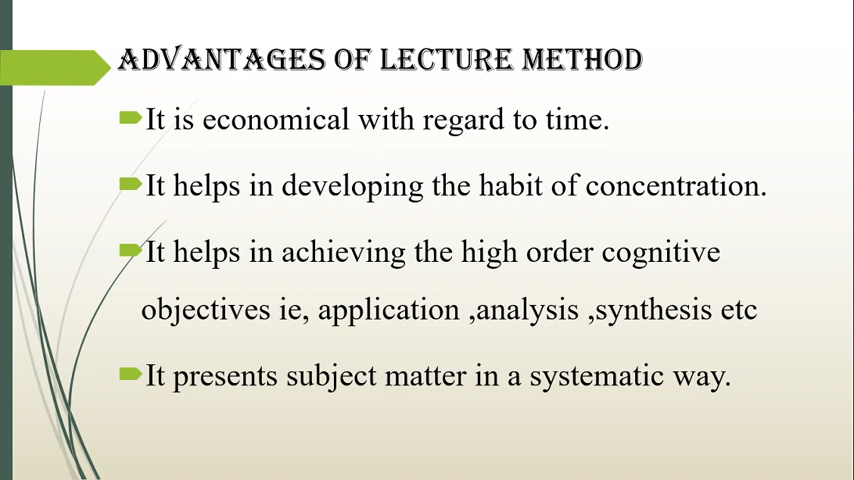 ADVANTAGES OF LECTURE METHOD
It is economical with regard to time.
It helps in developing the habit of concentration.
It helps in achieving the high order cognitive
objectives ie, application ,analysis ,synthesis etc
It presents subject matter in a systematic way.